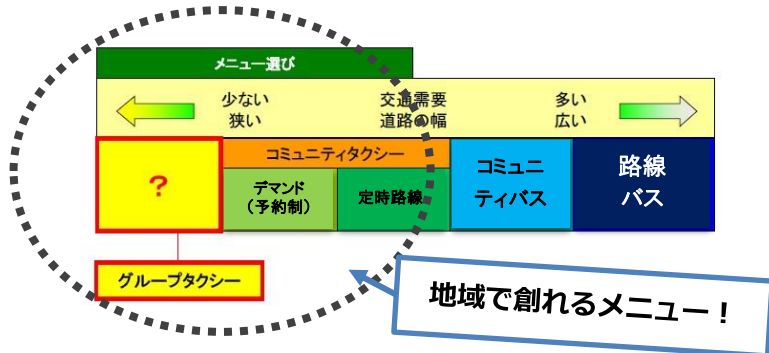 メニュー選び
少ない 交通需要 多い
狭い 道路の幅 広い
?
コミュニティタクシー
デマンド
(予約制)
定時路線
コミュニ
ティバス
路線
バス
グループタクシー
地域で創れるメニュー!